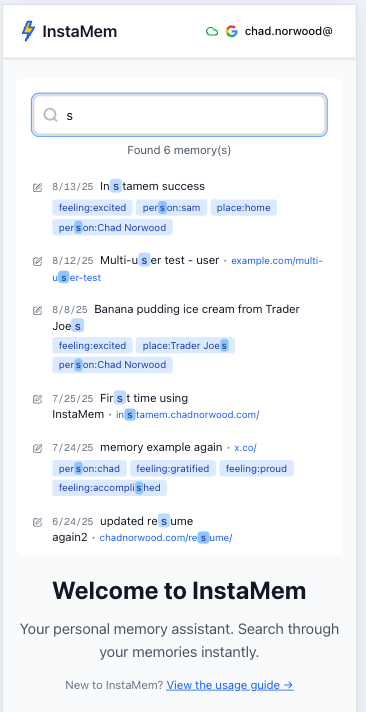 InstaMem chad.norwood@
s
Found 6 memory(s)
8/13/25 Instamem success
feeling:excited person:sam place:home
person:Chad Norwood
8/12/25 Multi-user test - user • example.com/multi-
user-test
8/8/25 Banana pudding ice cream from Trader
Joes
feeling:excited place:Trader Joes
person:Chad Norwood
7/25/25 First time using
InstaMem • instamem.chadnorwood.com/
7/24/25 memory example again • x.co/
person:chad feeling:gratified feeling:proud
feeling:accomplished
6/24/25 updated resume
again2 • chadnorwood.com/resume/
Welcome to InstaMem
Your personal memory assistant. Search through
your memories instantly.
New to InstaMem? View the usage guide →